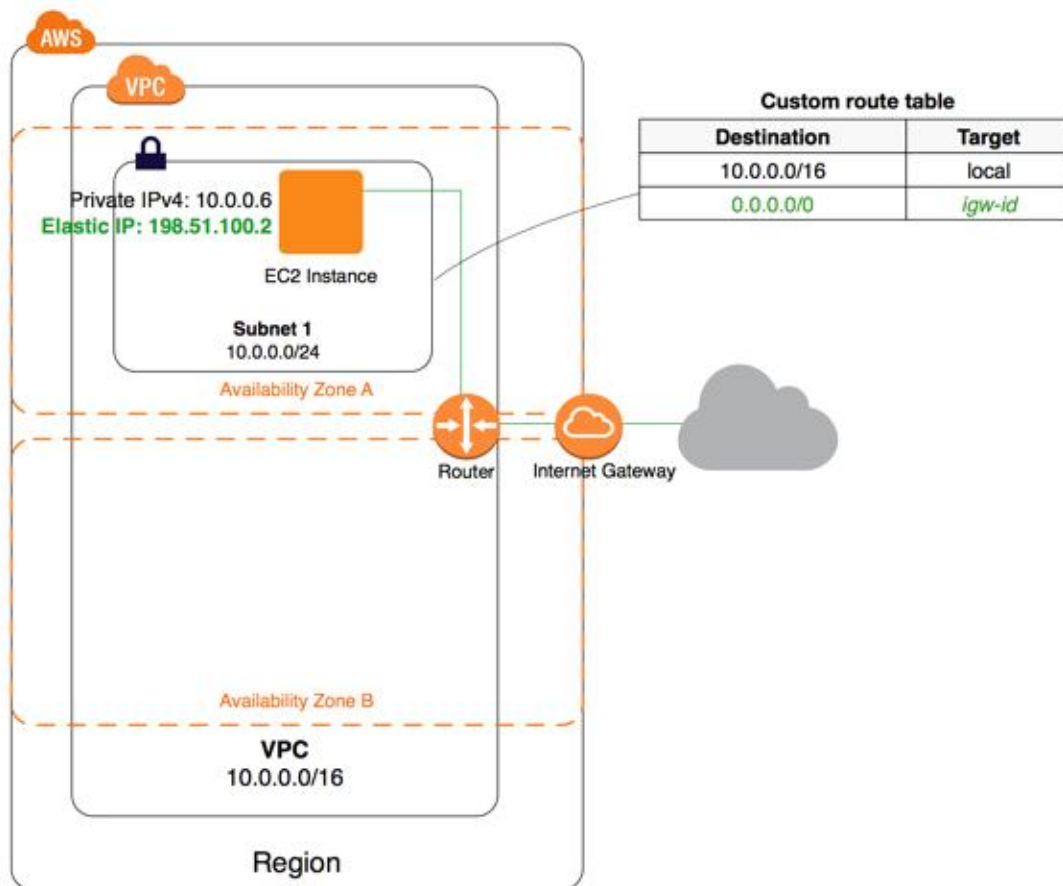 AWS
VPC
Custom route table
Destination Target
10.0.0.0/16 local
0.0.0.0/0 igw-id
Private IPv4: 10.0.0.6
Elastic IP: 198.51.100.2
EC2 Instance
Subnet 1
10.0.0.0/24
Availability Zone A
Router
Internet Gateway
Availability Zone B
VPC
10.0.0.0/16
Region